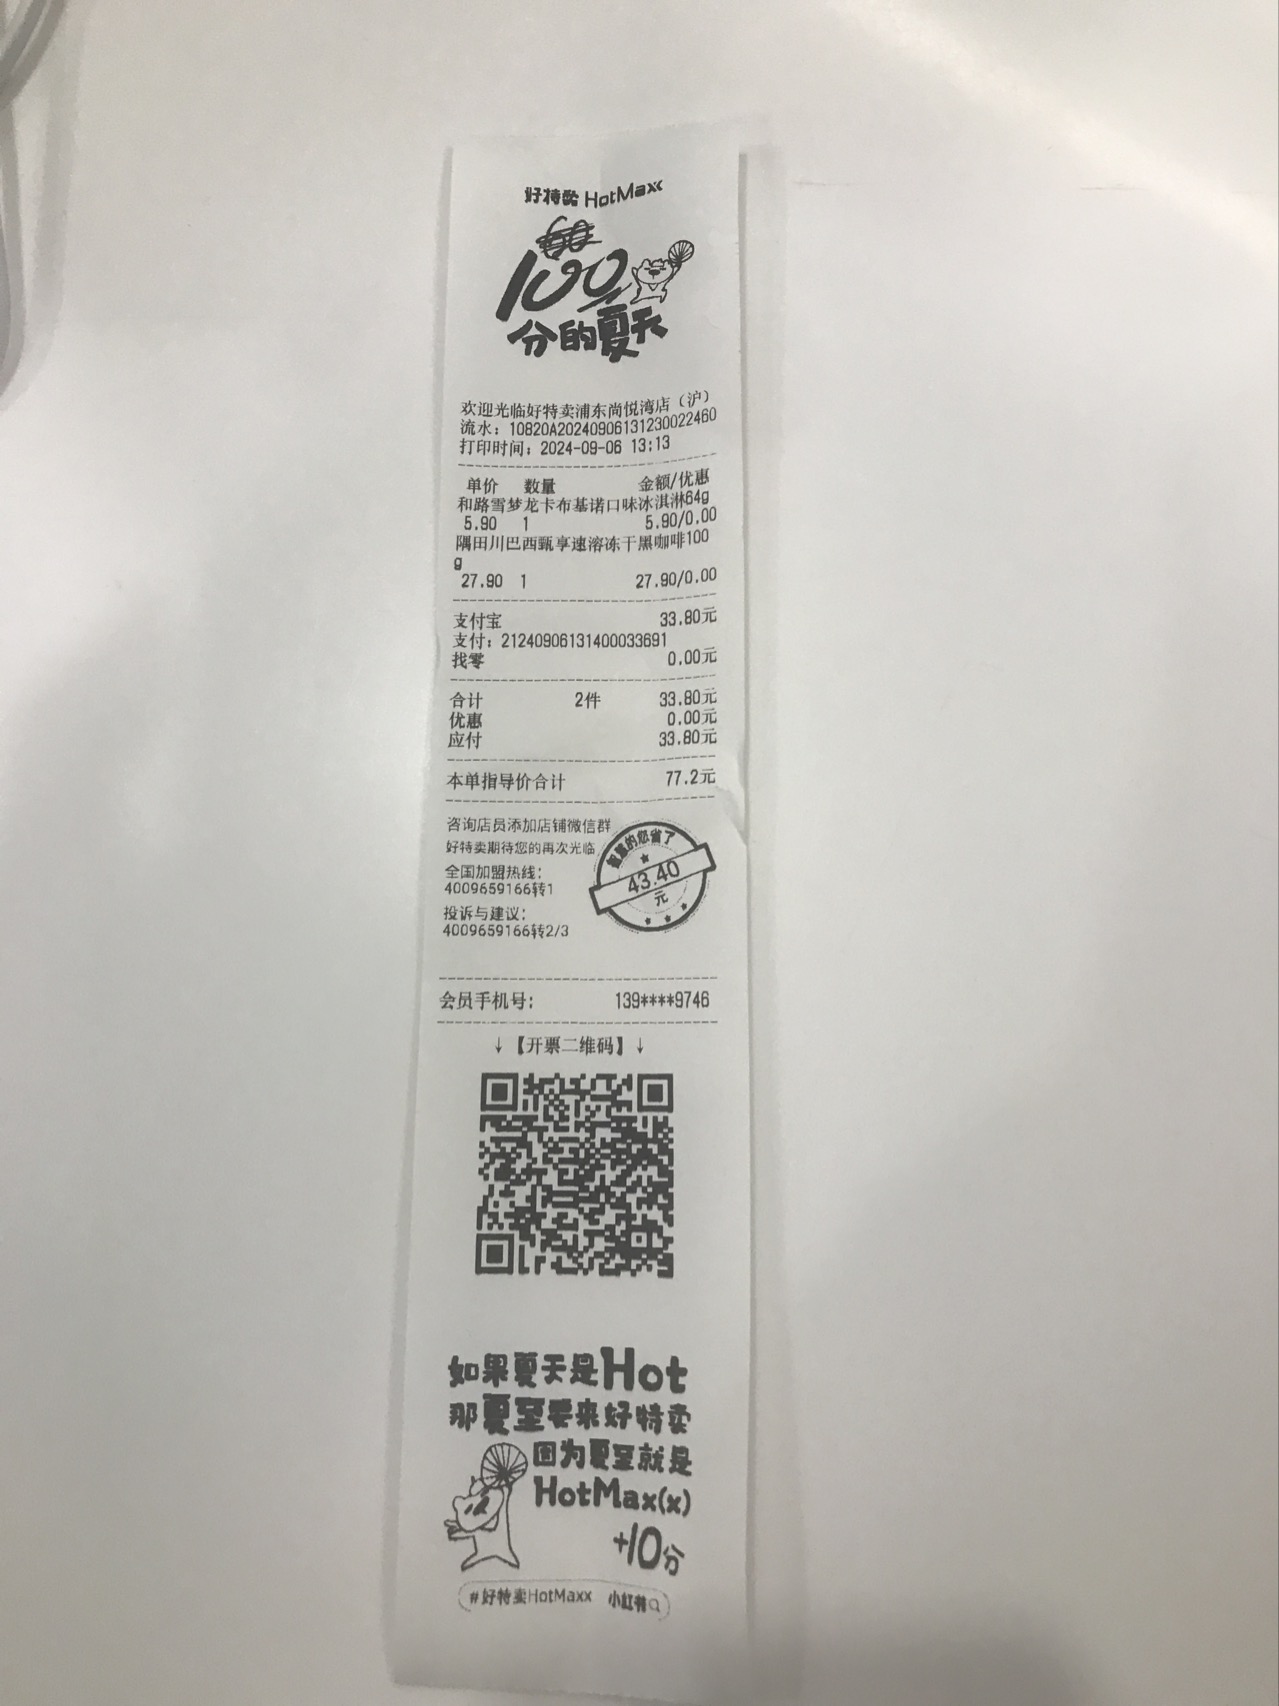 好特卖 HotMaxx
60
100
分的夏天
欢迎光临好特卖浦东尚悦湾店（沪）
流水：10820A20240906131230022460
打印时间：2024-09-06 13:13
单价 数量 金额/优惠
和路雪梦龙卡布基诺口味冰淇淋64g
5.90 1 5.90/0.00
隅田川巴西甄享速溶冻干黑咖啡100
g
27.90 1 27.90/0.00
支付宝 33.80元
支付：21240906131400033691
找零 0.00元
合计 2件 33.80元
优惠 0.00元
应付 33.80元
本单指导价合计 77.2元
咨询店员添加店铺微信群
好特卖期待您的再次光临
全国加盟热线：
4009659166转1
投诉与建议：
4009659166转2/3
的您省了
43.40
元
会员手机号： 139****9746
↓【开票二维码】↓
如果夏天是Hot
那夏至要来好特卖
因为夏至就是
HotMax(x)
+10分
#好特卖HotMaxx 小红书